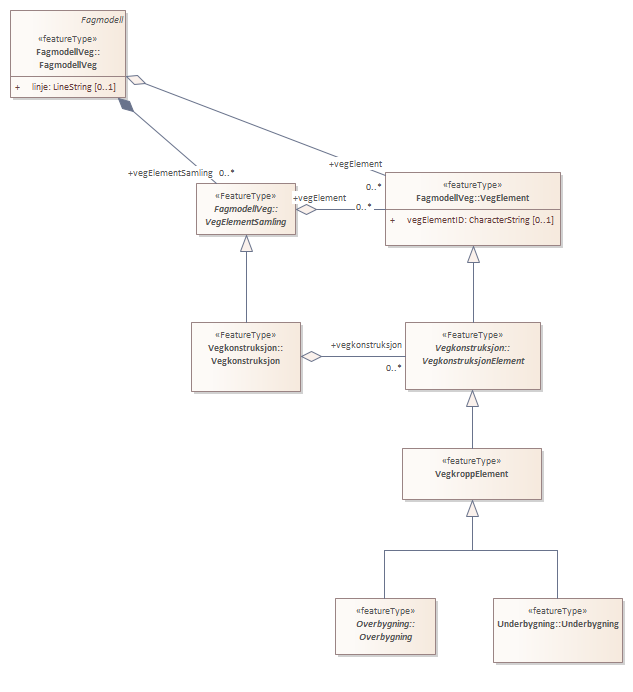 Fagmodell
«featureType»
FagmodellVeg::
FagmodellVeg
+ linje: LineString [0..1]
+vegElementSamling 0..*
+vegElement
0..*
«FeatureType»
FagmodellVeg::
VegElementSamling
+vegElement
0..*
«featureType»
FagmodellVeg::VegElement
+ vegElementID: CharacterString [0..1]
«FeatureType»
Vegkonstruksjon::
Vegkonstruksjon
+vegkonstruksjon
0..*
«FeatureType»
Vegkonstruksjon::
VegkonstruksjonElement
«featureType»
VegkroppElement
«featureType»
Overbygning::
Overbygning
«featureType»
Underbygning::Underbygning